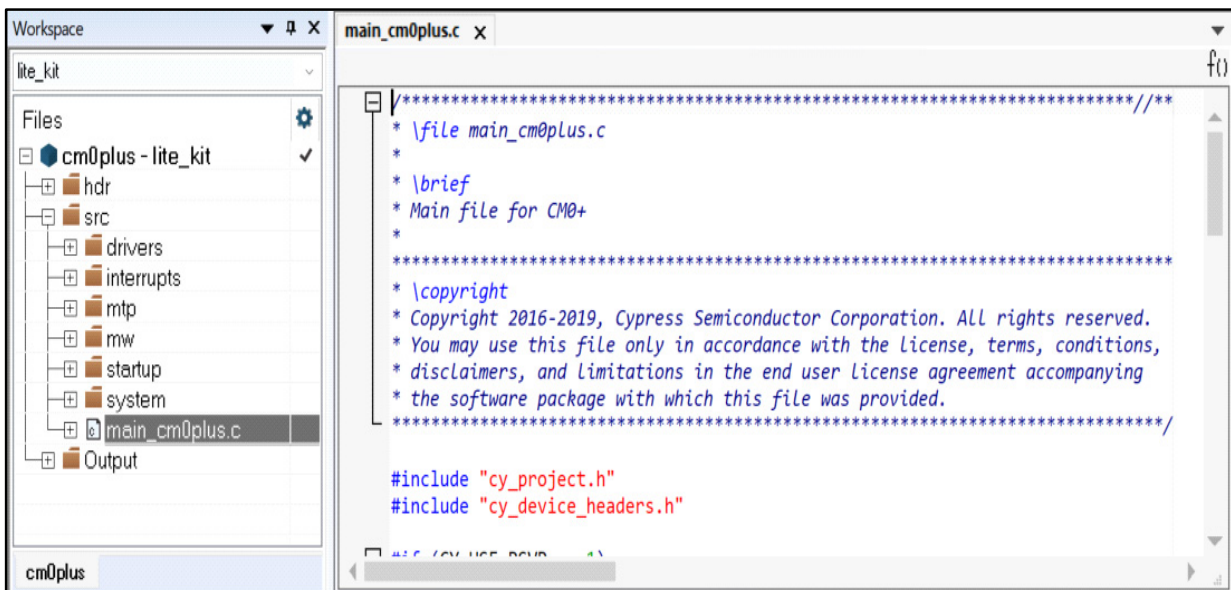 Workspace
lite_kit
Files
cm0plus - lite_kit
hdr
src
drivers
interrupts
mtp
mw
startup
system
main_cm0plus.c
Output
cm0plus
main_cm0plus.c
f()
/***************************************************************************//**
* \file main_cm0plus.c
*
* \brief
* Main file for CM0+
*
********************************************************************************
* \copyright
* Copyright 2016-2019, Cypress Semiconductor Corporation. All rights reserved.
* You may use this file only in accordance with the license, terms, conditions,
* disclaimers, and limitations in the end user license agreement accompanying
* the software package with which this file was provided.
*******************************************************************************/
#include "cy_project.h"
#include "cy_device_headers.h"